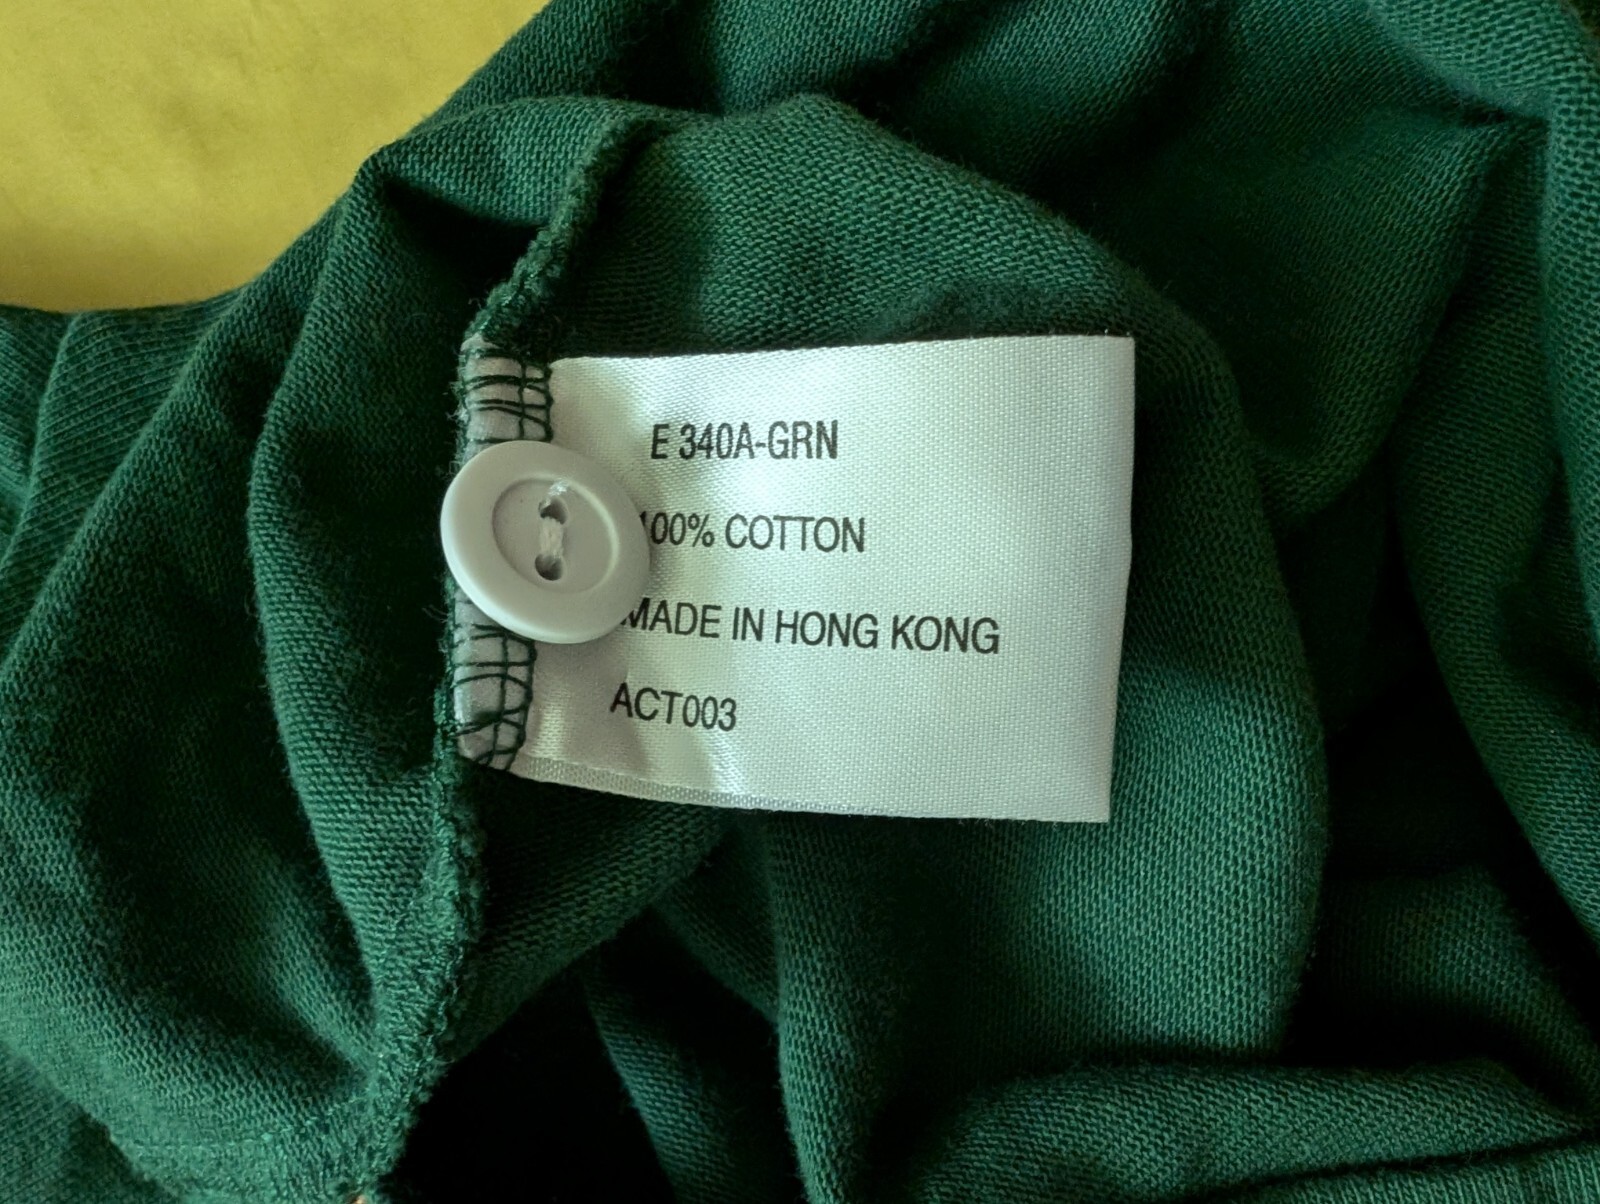 E 340A-GRN
100% COTTON
MADE IN HONG KONG
ACT003